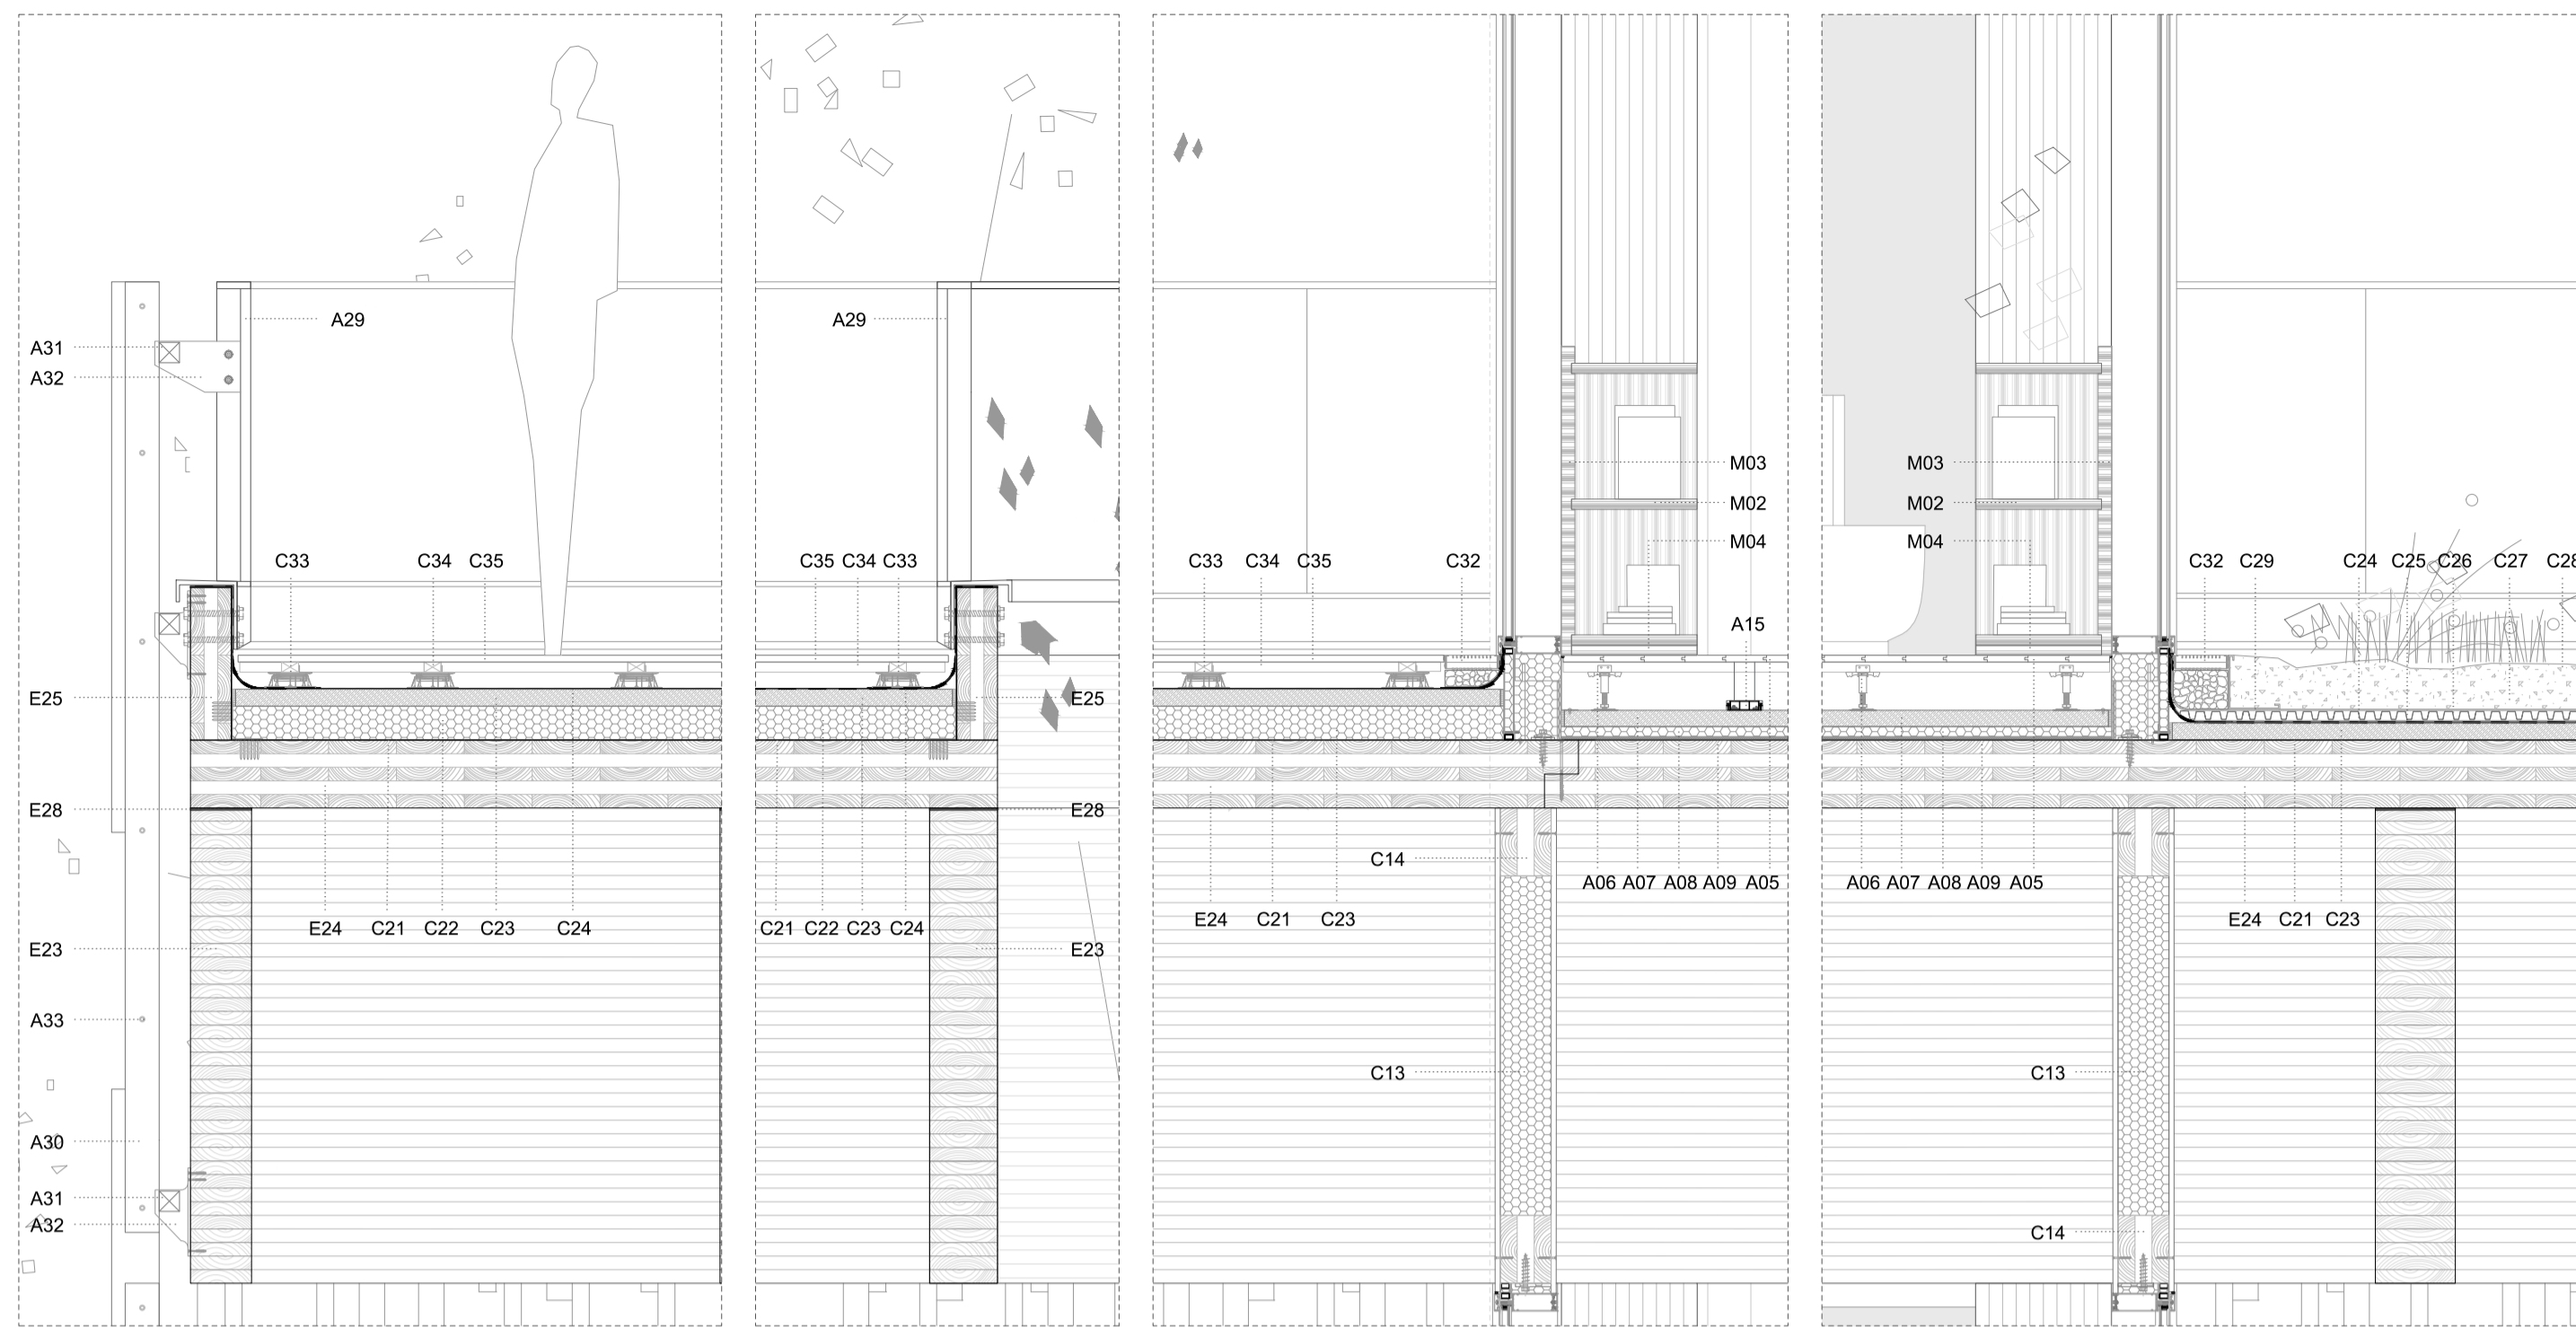 A29
A31
A32
C33 C34 C35
E25
E28
E24 C21 C22 C23 C24
E23
A33
A30
A31
A32
A29
C35 C34 C33
E25
E28
C21 C22 C23 C24
E23
M03
M02
M04
C33 C34 C35 C32
A15
C14
A06 A07 A08 A09 A05
E24 C21 C23
C13
M03
M02
M04
C32 C29 C24 C25 C26 C27 C28
A06 A07 A08 A09 A05
E24 C21 C23
C13
C14